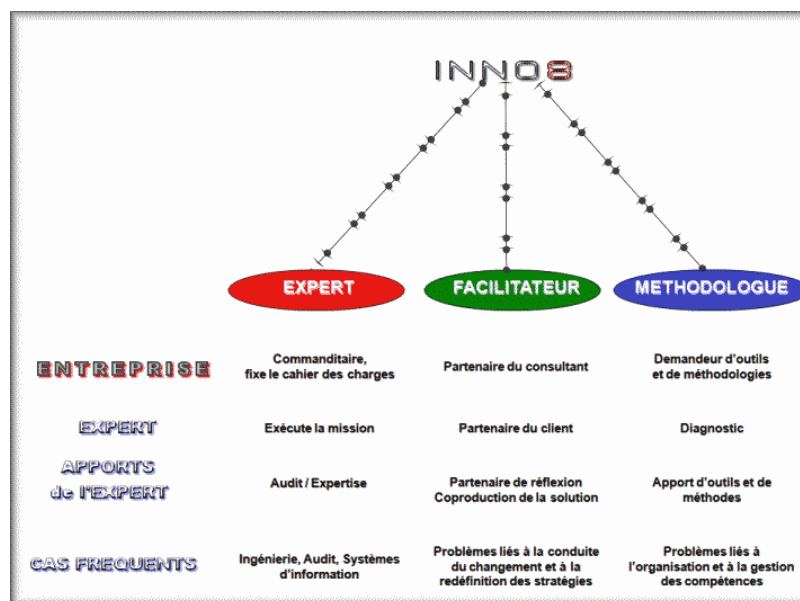 INNO8
EXPERT FACILITATEUR METHODOLOGUE
ENTREPRISE
Commanditaire,
fixe le cahier des charges
Partenaire du consultant
Demandeur d'outils
et de méthodologies
EXPERT
Exécute la mission
Partenaire du client
Diagnostic
APPORTS
de l'EXPERT
Audit / Expertise
Partenaire de réflexion
Coproduction de la solution
Apport d'outils et de
méthodes
CAS FREQUENTS
Ingénierie, Audit, Systèmes
d'information
Problèmes liés à la conduite
du changement et à la
redéfinition des stratégies
Problèmes liés à
l'organisation et à la gestion
des compétences